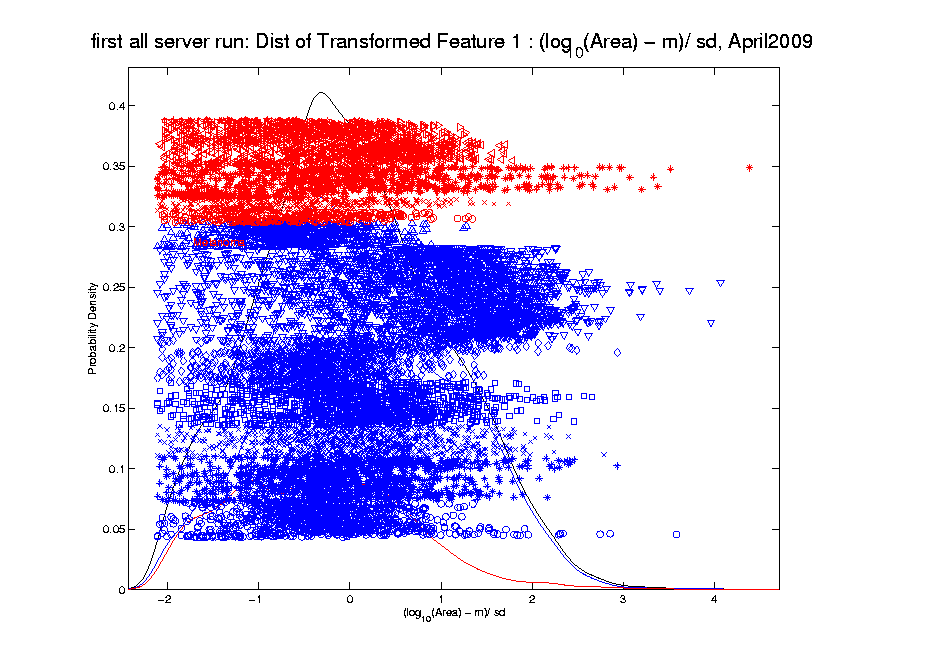 first all server run: Dist of Transformed Feature 1 : (log10(Area) − m)/ sd, April2009
0.4
0.35
0.3
0.25
0.2
0.15
0.1
0.05
0
Probability Density
−2 −1 0 1 2 3 4
(log10(Area) − m)/ sd